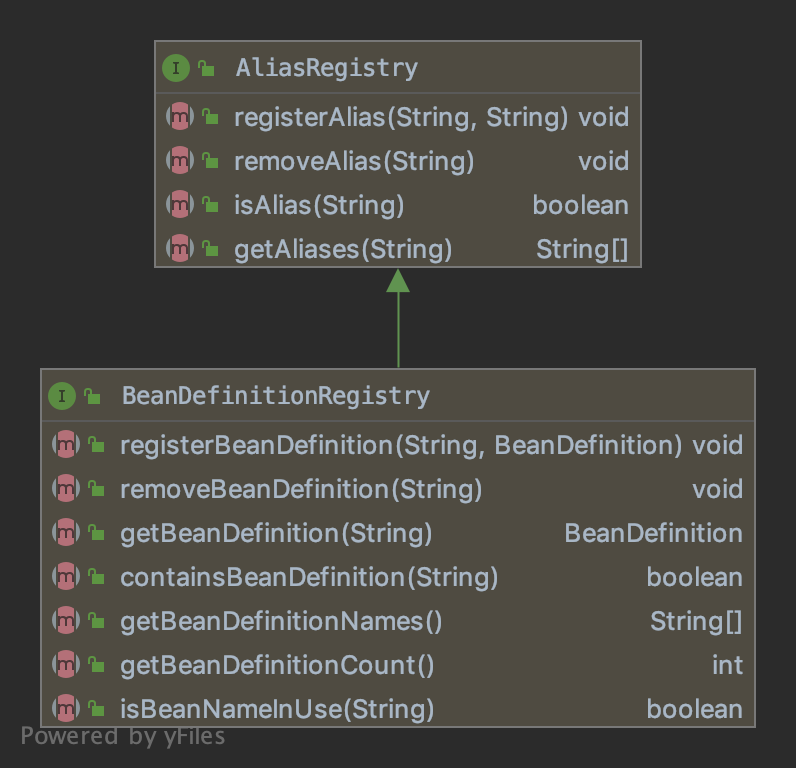 I AliasRegistry
m registerAlias(String, String) void
m removeAlias(String) void
m isAlias(String) boolean
m getAliases(String) String[]
I BeanDefinitionRegistry
m registerBeanDefinition(String, BeanDefinition) void
m removeBeanDefinition(String) void
m getBeanDefinition(String) BeanDefinition
m containsBeanDefinition(String) boolean
m getBeanDefinitionNames() String[]
m getBeanDefinitionCount() int
m isBeanNameInUse(String) boolean
Powered by yFiles